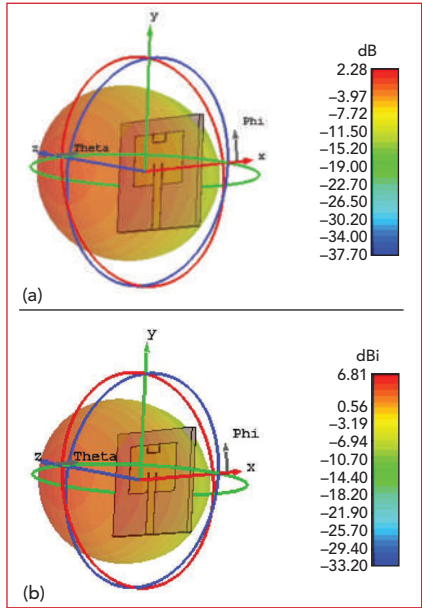 y
dB
2.28
−3.97
−7.72
−11.50
−15.20
−19.00
−22.70
−26.50
−30.20
−34.00
−37.70
Phi
z
Theta
x
(a)
y
dBi
6.81
0.56
−3.19
−6.94
−10.70
−14.40
−18.20
−21.90
−25.70
−29.40
−33.20
Phi
z
Theta
x
(b)